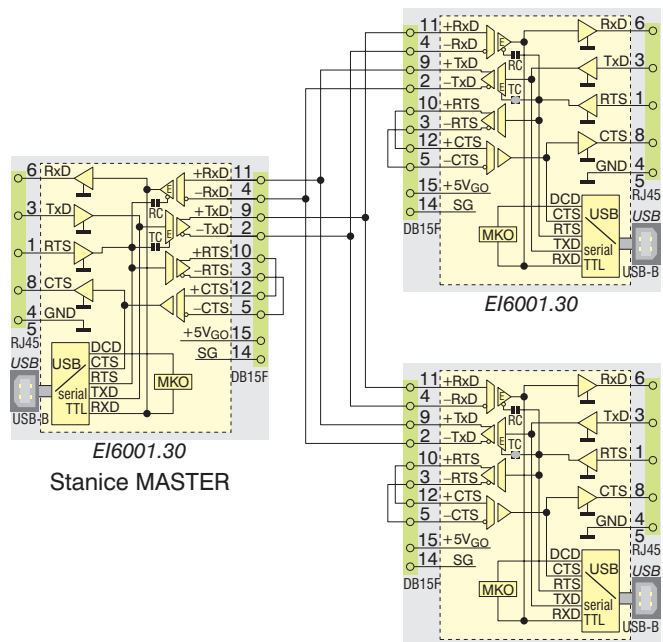 11 +RxD RxD 6
4 −RxD E
RC
9 +TxD TxD 3
2 −TxD E
TC
10 +RTS RTS 1
3 −RTS
12 +CTS CTS 8
5 −CTS
GND 4
5
15 +5VGO RJ45
14 SG
DB15F
DCD USB
CTS
RTS
TXD serial
RXD TTL
MKO
USB
USB-B
EI6001.30
6 RxD +RxD 11
E −RxD 4
RC
3 TxD +TxD 9
E −TxD 2
TC
1 RTS +RTS 10
−RTS 3
8 CTS +CTS 12
−CTS 5
4 GND
5
+5VGO 15
RJ45 SG 14
DB15F
USB
USB DCD
CTS
RTS
serial TXD
TTL RXD
MKO
USB-B
EI6001.30
Stanice MASTER
11 +RxD RxD 6
4 −RxD E
RC
9 +TxD TxD 3
2 −TxD E
TC
10 +RTS RTS 1
3 −RTS
12 +CTS CTS 8
5 −CTS
GND 4
5
15 +5VGO RJ45
14 SG
DB15F
DCD USB
CTS
RTS
TXD serial
RXD TTL
MKO
USB
USB-B